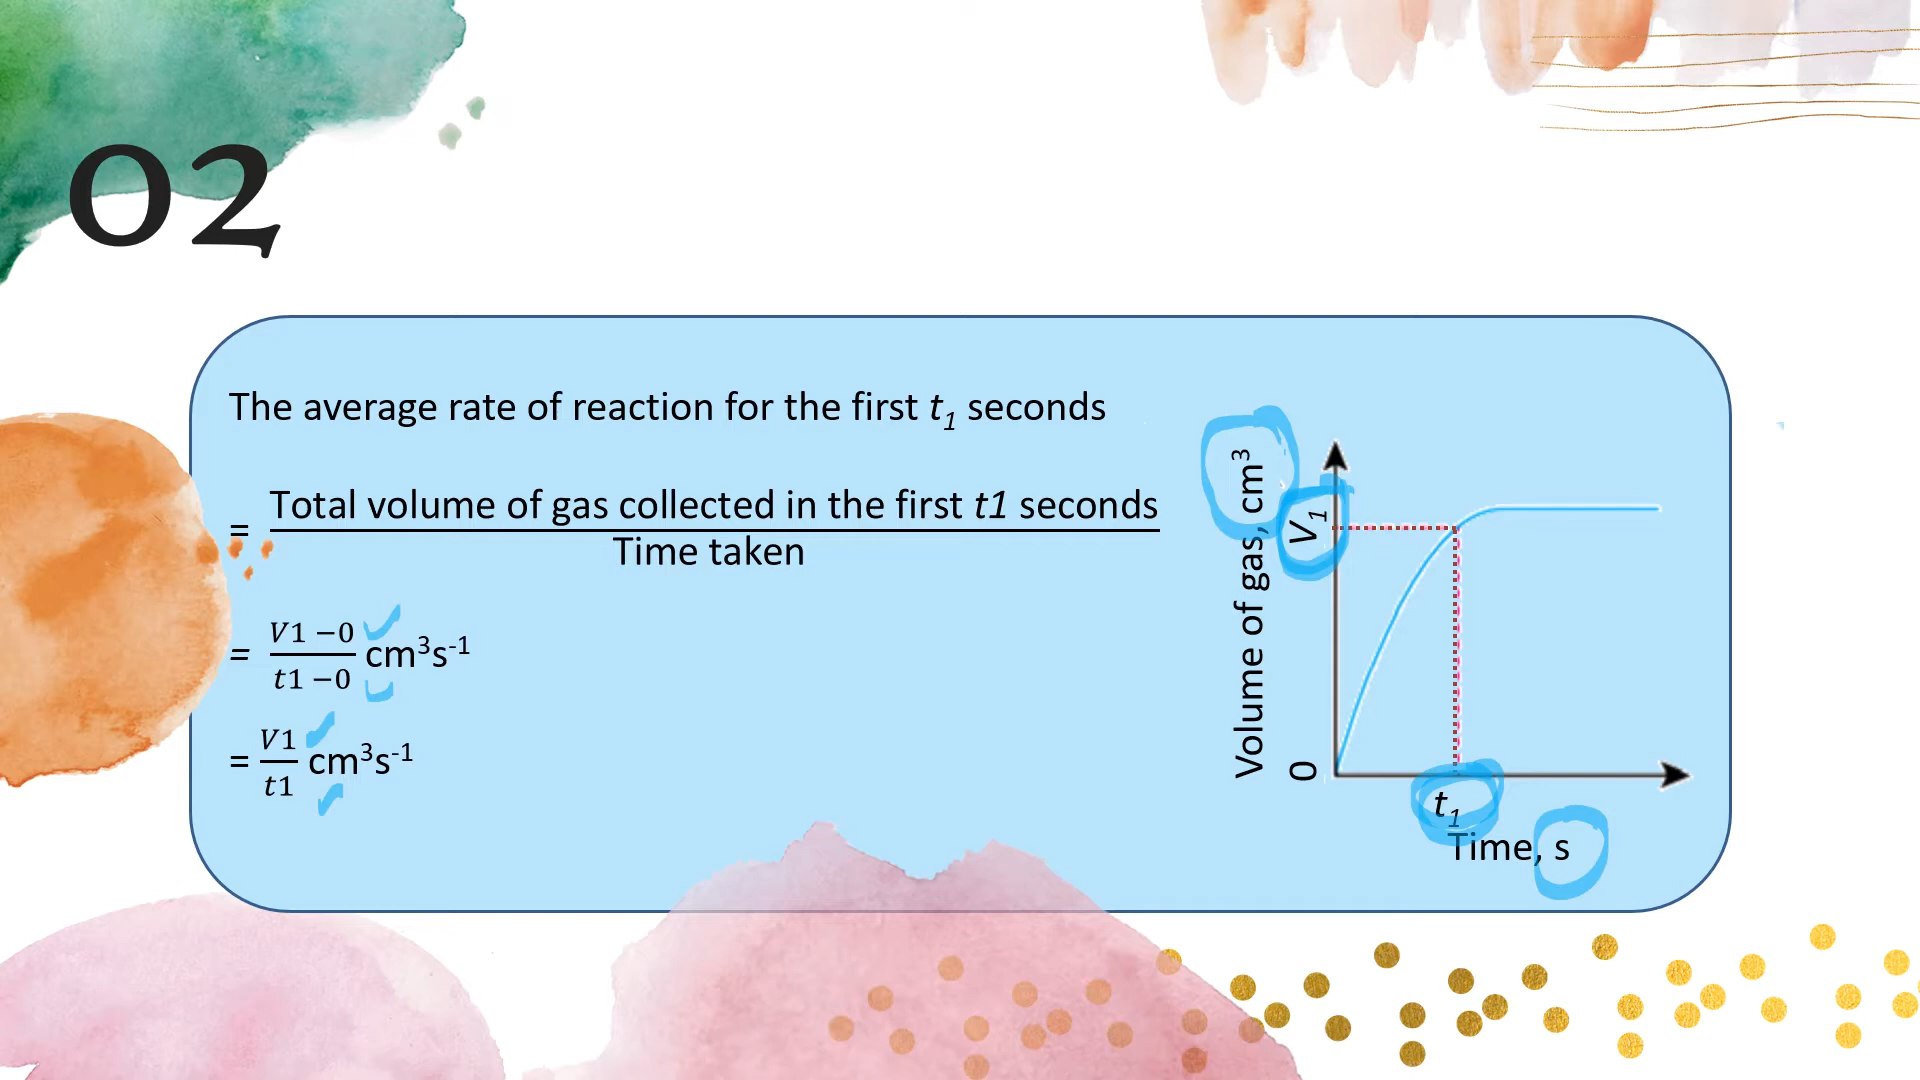 02
The average rate of reaction for the first t₁ seconds
= Total volume of gas collected in the first t1 seconds
Time taken
= V1 −0
t1 −0
cm³s⁻¹
= V1
t1
cm³s⁻¹
Volume of gas, cm³
V₁
0
t₁
Time, s